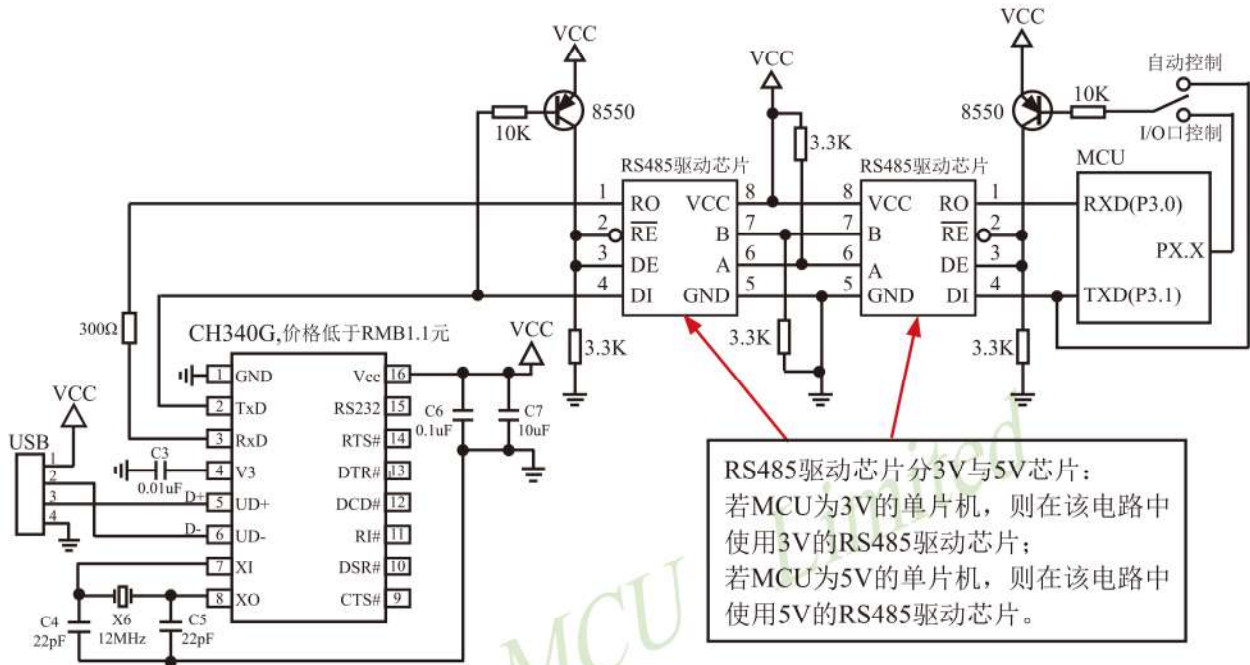 VCC
VCC
VCC
自动控制
10K
8550
8550
10K
I/O口控制
3.3K
MCU
RS485驱动芯片
RS485驱动芯片
1 RO VCC 8
2 RE B 7
3 DE A 6
4 DI GND 5
8 VCC RO 1
7 B RE 2
6 A DE 3
5 GND DI 4
RXD(P3.0)
PX.X
TXD(P3.1)
300Ω
3.3K
3.3K
3.3K
CH340G,价格低于RMB1.1元
VCC
1 GND Vcc 16
2 TxD RS232 15
3 RxD RTS# 14
4 V3 DTR# 13
5 UD+ DCD# 12
6 UD- RI# 11
7 XI DSR# 10
8 XO CTS# 9
C6
0.1uF
C7
10uF
VCC
USB
1
2
3
4
C3
0.01uF
D+
D-
C4
22pF
X6
12MHz
C5
22pF
RS485驱动芯片分3V与5V芯片:
若MCU为3V的单片机,则在该电路中
使用3V的RS485驱动芯片;
若MCU为5V的单片机,则在该电路中
使用5V的RS485驱动芯片。
MCU Limited